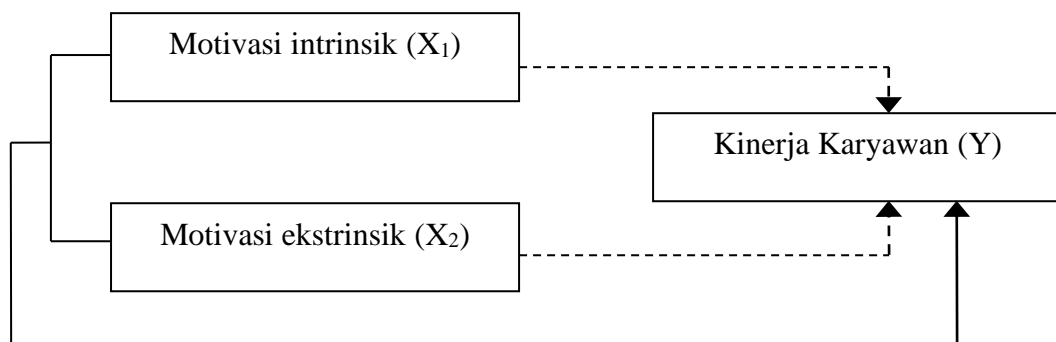 Motivasi intrinsik (X₁)
Kinerja Karyawan (Y)
Motivasi ekstrinsik (X₂)